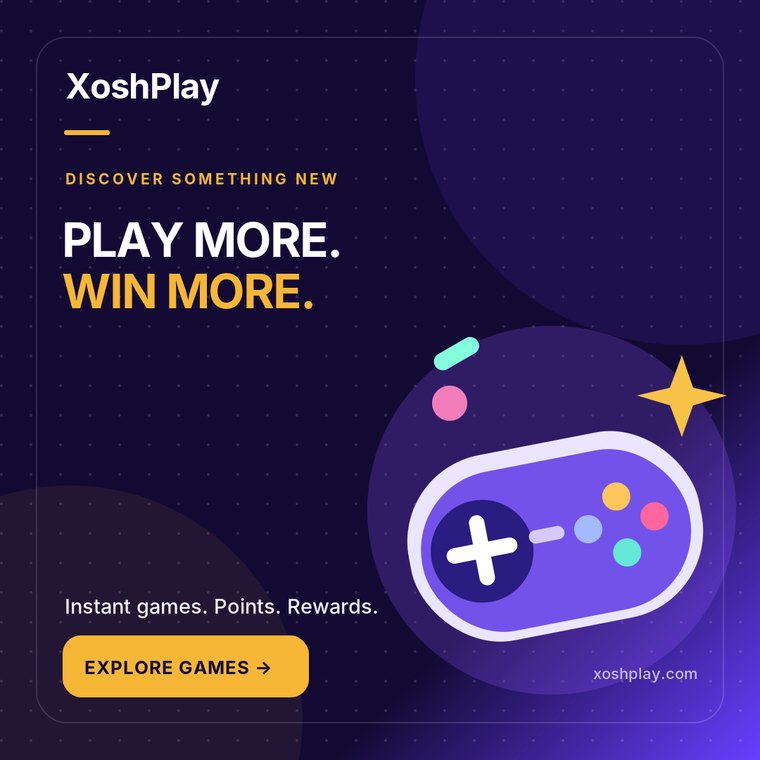 XoshPlay
DISCOVER SOMETHING NEW
PLAY MORE.
WIN MORE.
Instant games. Points. Rewards.
EXPLORE GAMES →
xoshplay.com